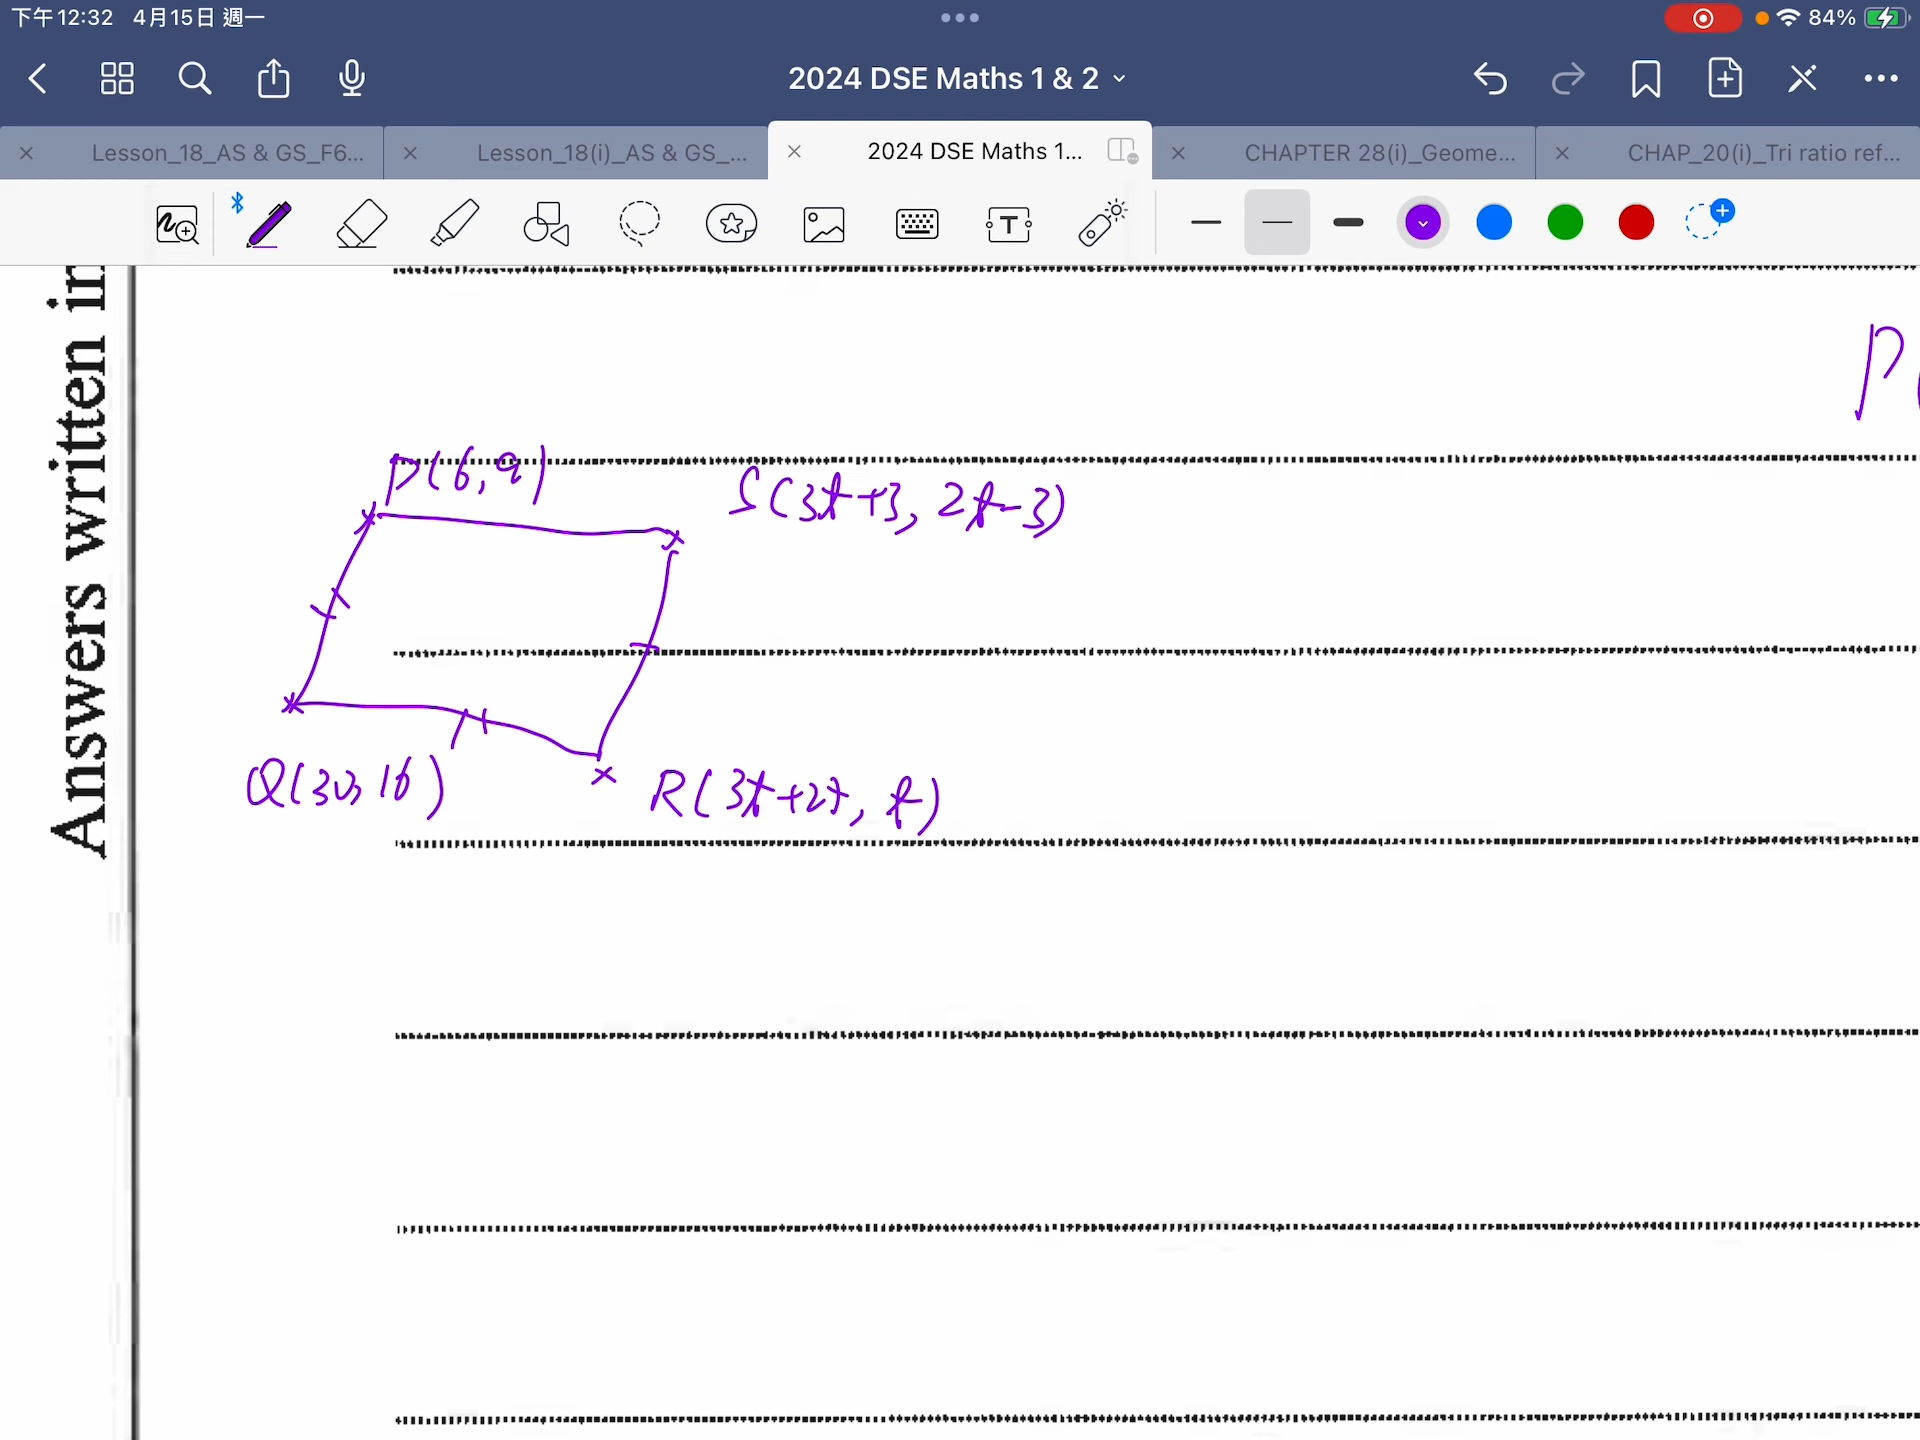 下午12:32 4月15日 週一
84%
2024 DSE Maths 1 & 2
Lesson_18_AS & GS_F6...
Lesson_18(i)_AS & GS_...
2024 DSE Maths 1...
CHAPTER 28(i)_Geome...
CHAP_20(i)_Tri ratio ref...
T
Answers written in
P
P(6,9)
S(3t+3, 2t-3)
Q(30,16)
R(3t+27, t)